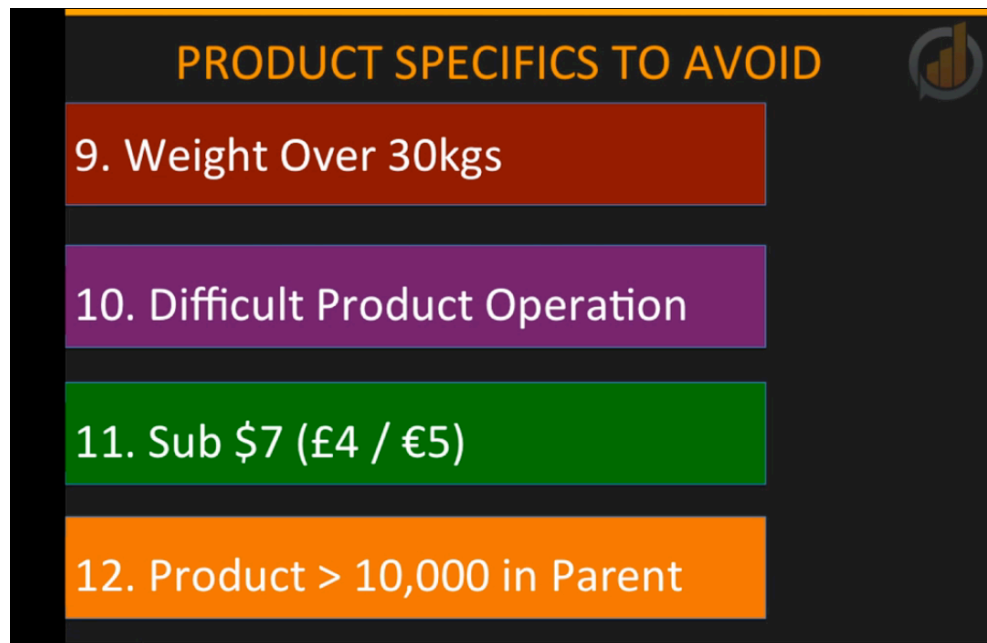 PRODUCT SPECIFICS TO AVOID
9. Weight Over 30kgs
10. Difficult Product Operation
11. Sub $7 (£4 / €5)
12. Product > 10,000 in Parent